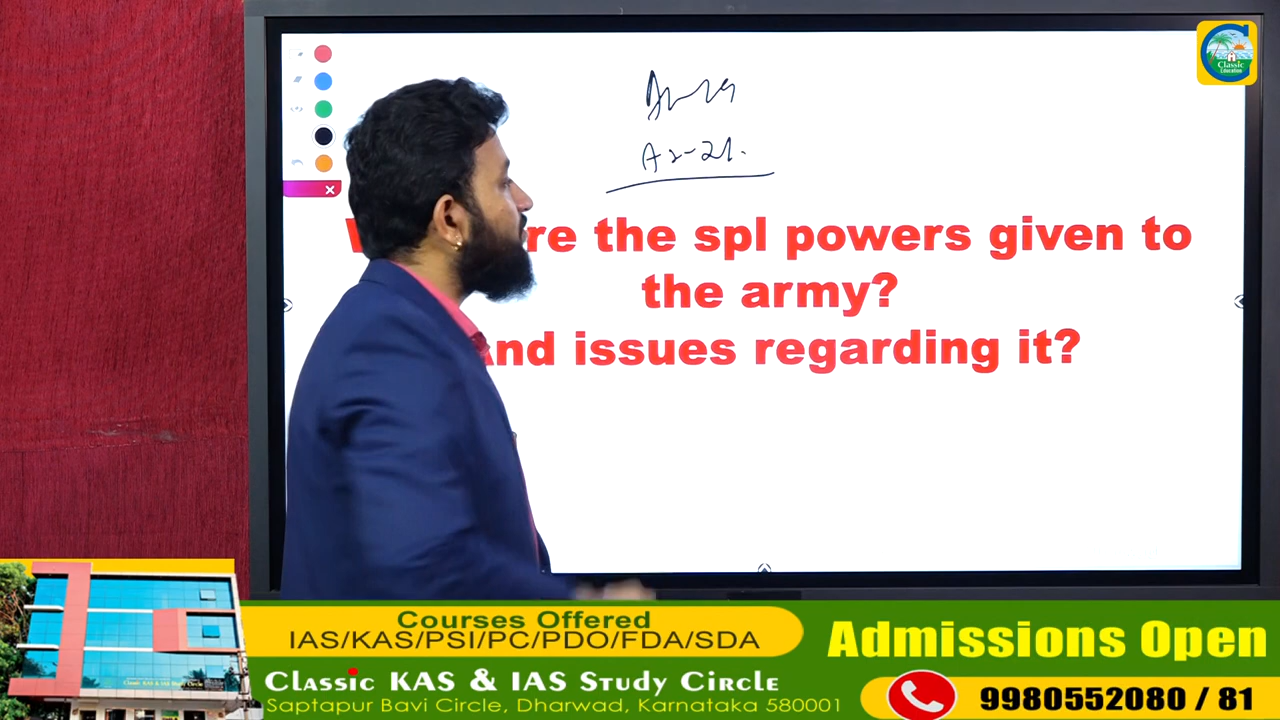 Classic
Education
re the spl powers given to
the army?
nd issues regarding it?
Courses Offered
IAS/KAS/PSI/PC/PDO/FDA/SDA
Admissions Open
Classic KAS & IAS Study Circle
Saptapur Bavi Circle, Dharwad, Karnataka 580001
9980552080 / 81